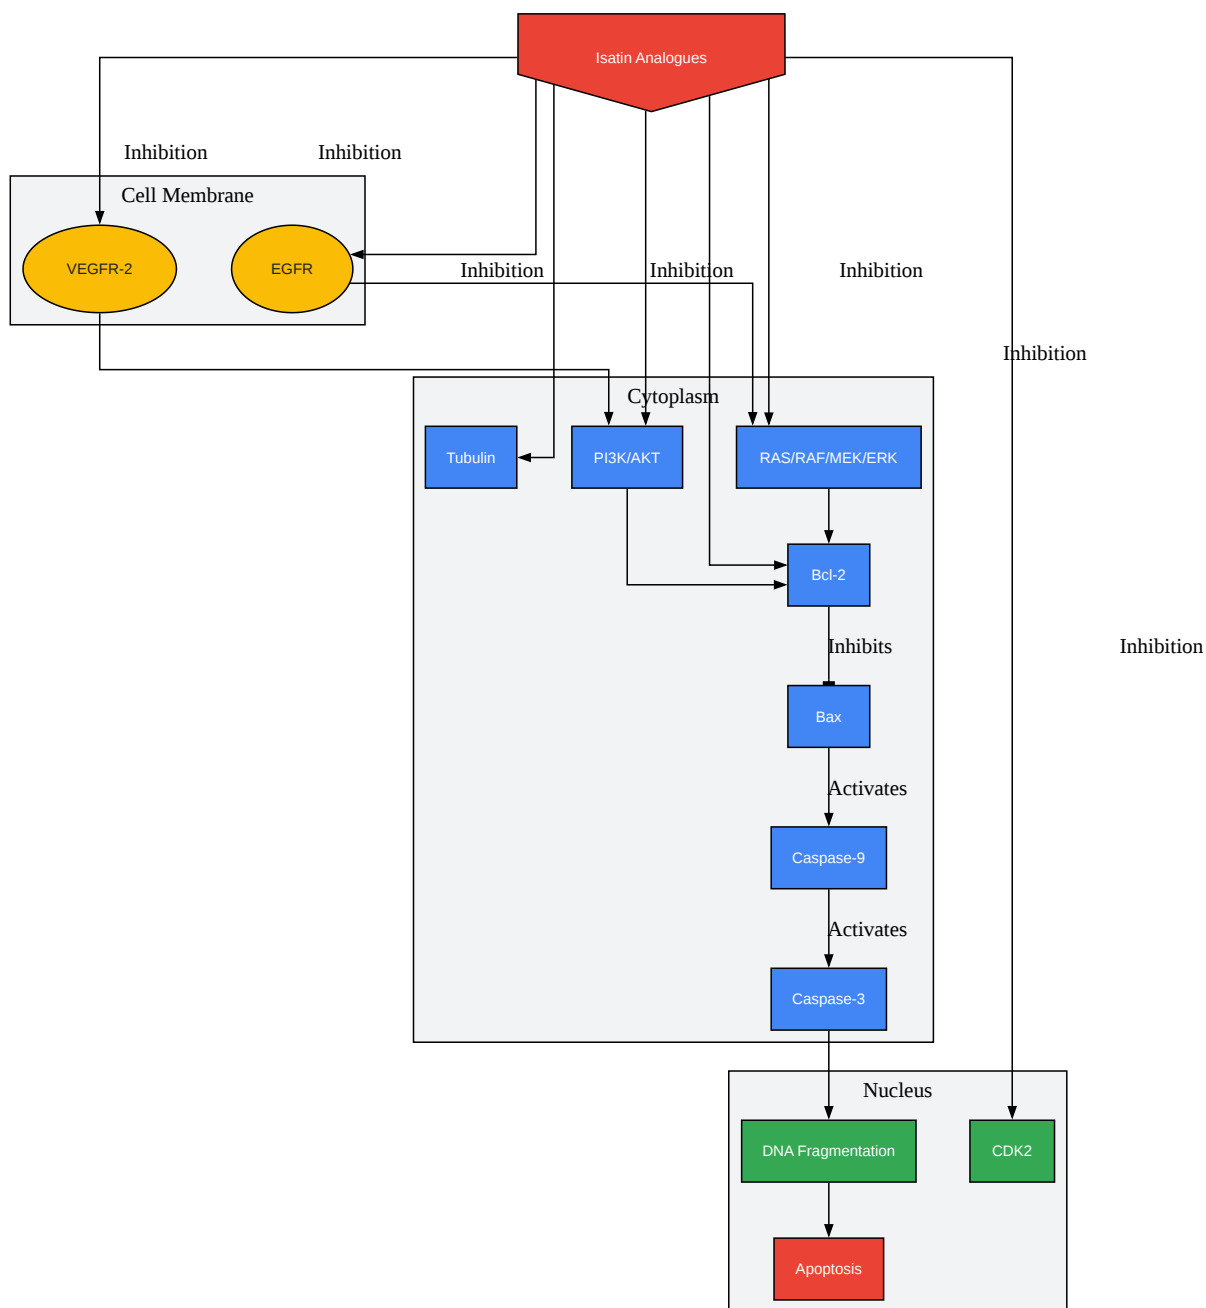 Isatin Analogues
Inhibition
Inhibition
Cell Membrane
VEGFR-2
EGFR
Inhibition
Inhibition
Inhibition
Inhibition
Cytoplasm
Tubulin
PI3K/AKT
RAS/RAF/MEK/ERK
Bcl-2
Inhibits
Inhibition
Bax
Activates
Caspase-9
Activates
Caspase-3
Nucleus
DNA Fragmentation
CDK2
Apoptosis